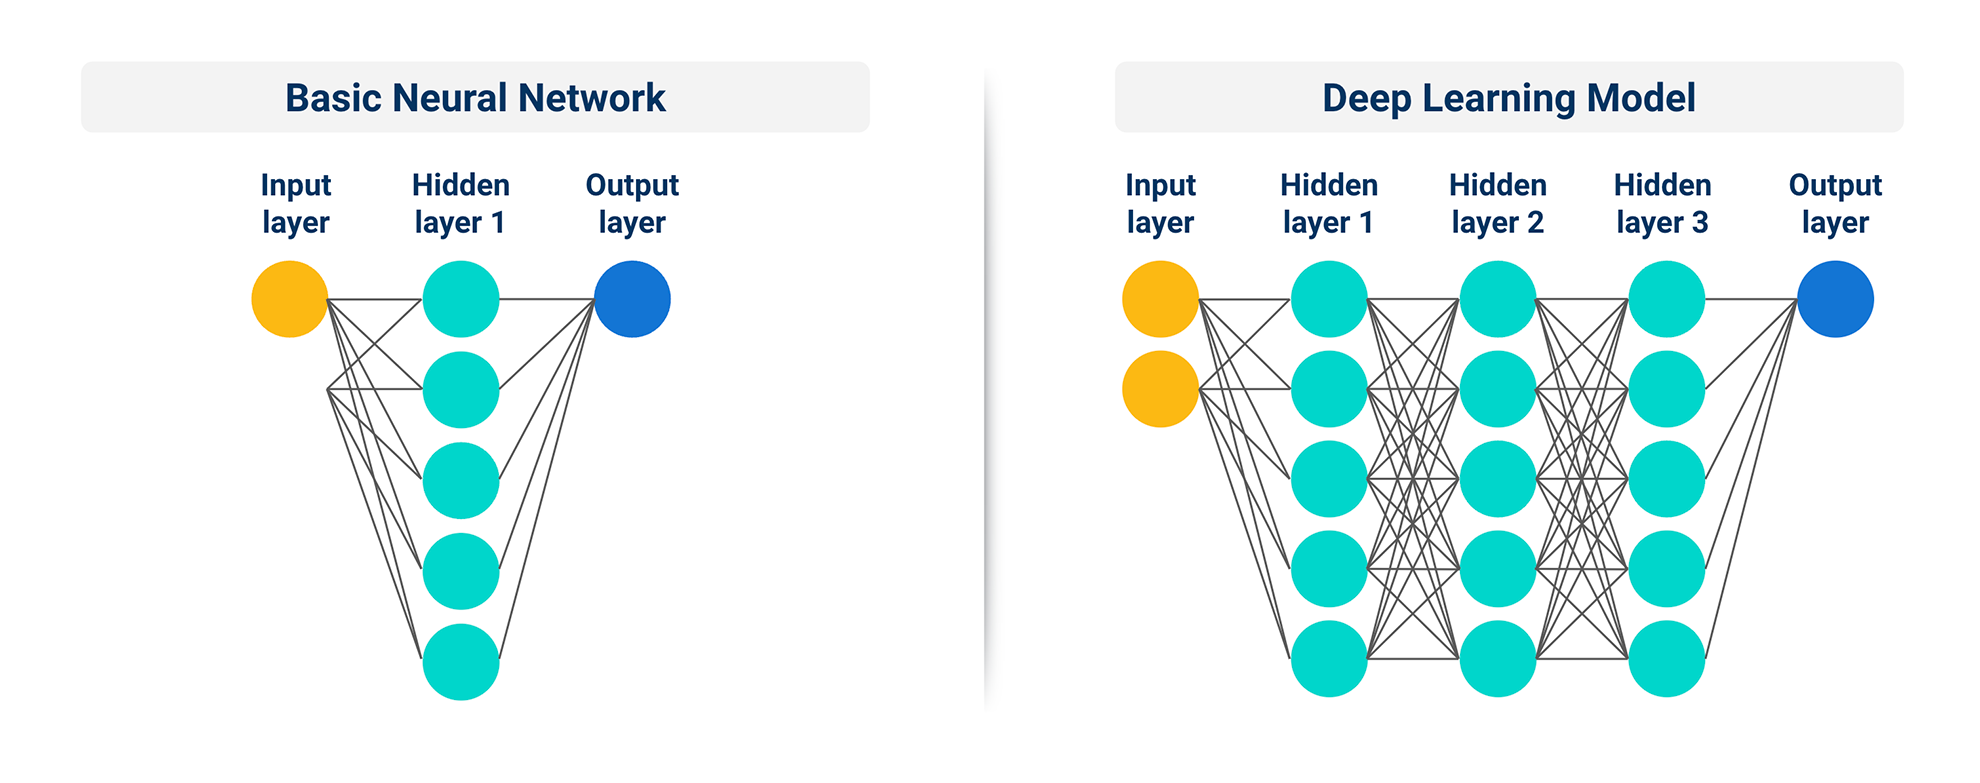 Basic Neural Network
Input
layer
Hidden
layer 1
Output
layer
Deep Learning Model
Input
layer
Hidden
layer 1
Hidden
layer 2
Hidden
layer 3
Output
layer